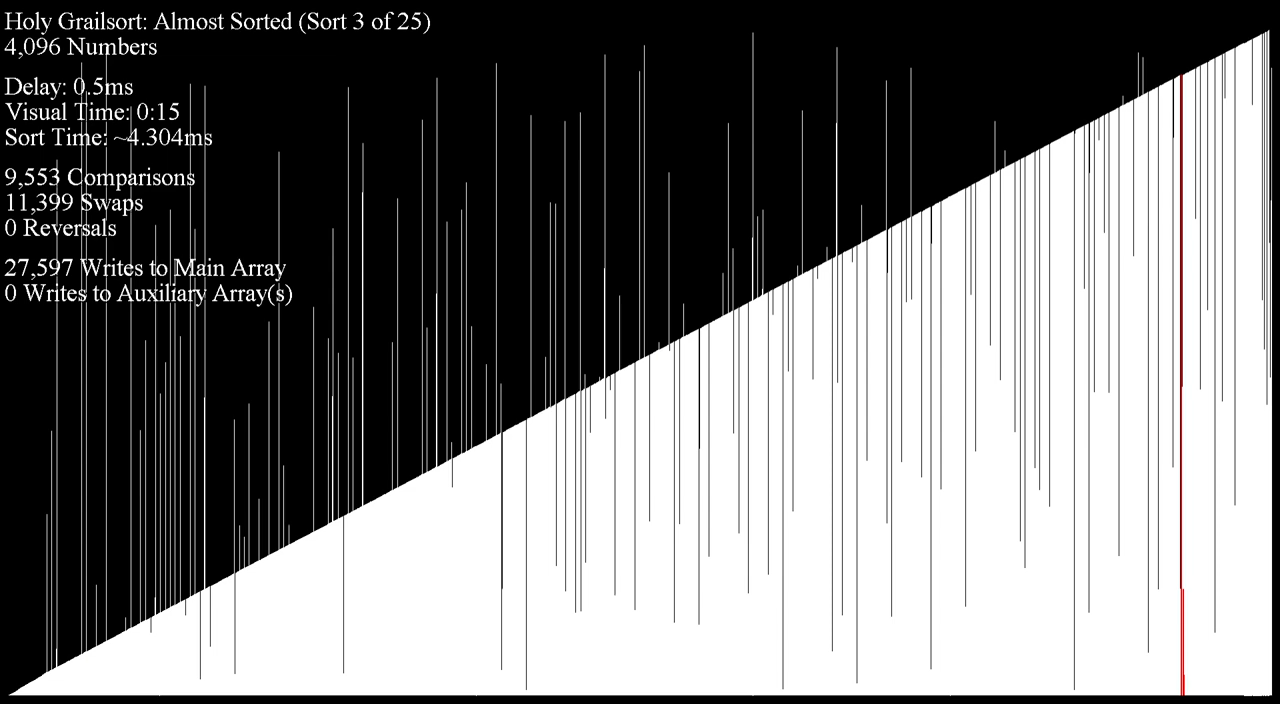 Holy Grailsort: Almost Sorted (Sort 3 of 25)
4,096 Numbers
Delay: 0.5ms
Visual Time: 0:15
Sort Time: ~4.304ms
9,553 Comparisons
11,399 Swaps
0 Reversals
27,597 Writes to Main Array
0 Writes to Auxiliary Array(s)